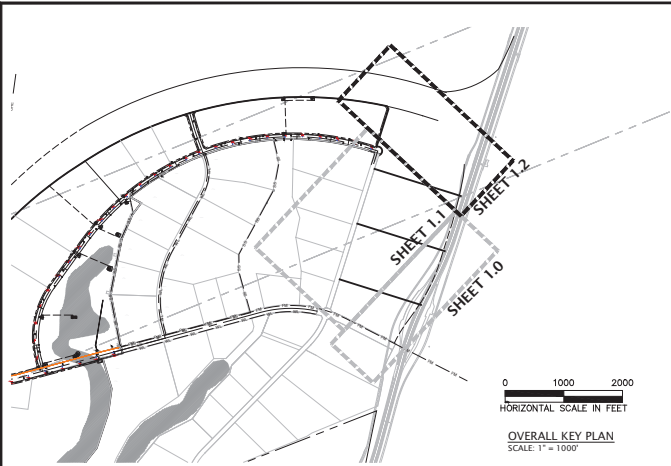 SHEET 1.2
SHEET 1.1
SHEET 1.0
0 1000 2000
HORIZONTAL SCALE IN FEET
OVERALL KEY PLAN
SCALE: 1" = 1000'